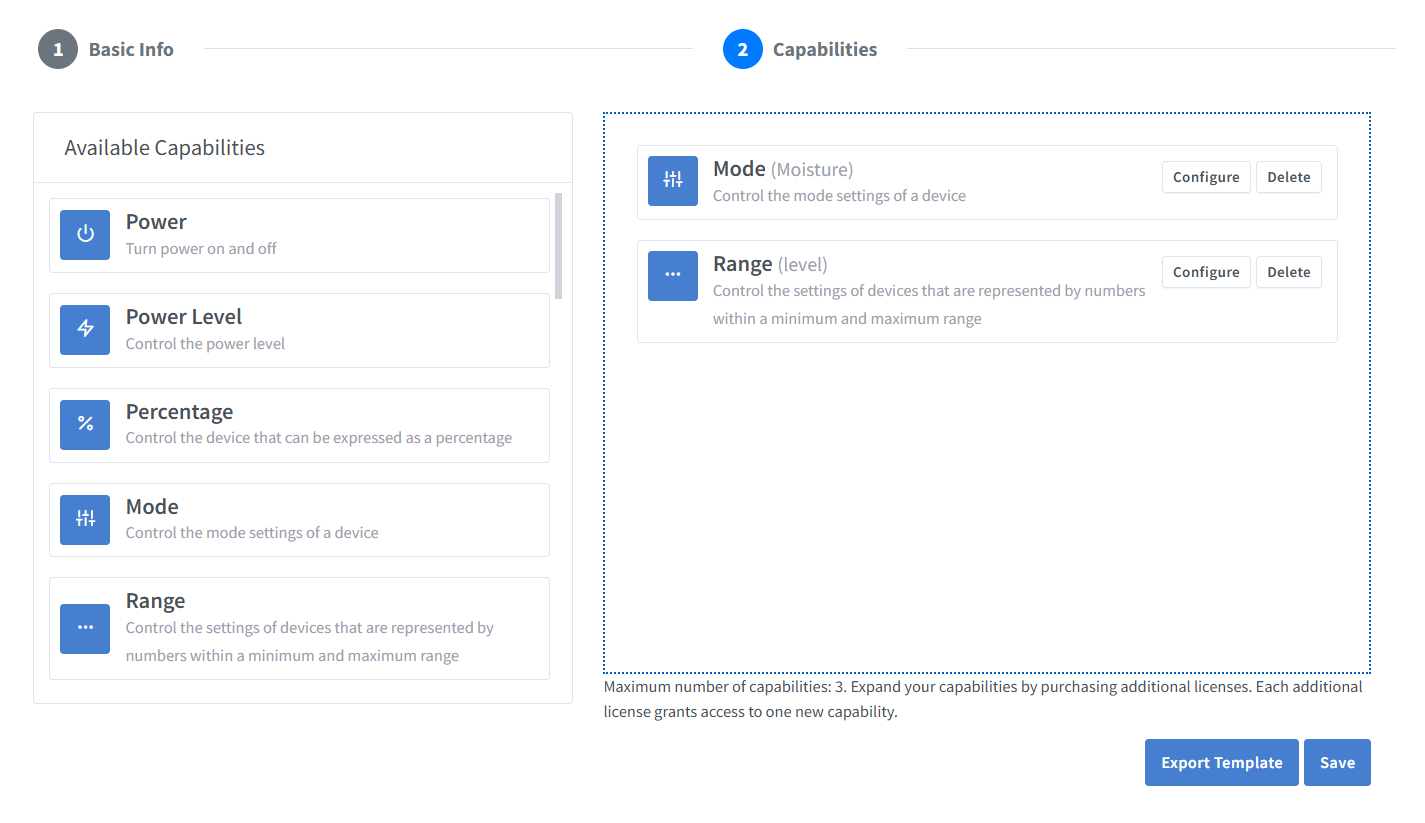 1 Basic Info
2 Capabilities
Available Capabilities
Power
Turn power on and off
Power Level
Control the power level
Percentage
Control the device that can be expressed as a percentage
Mode
Control the mode settings of a device
Range
Control the settings of devices that are represented by
numbers within a minimum and maximum range
Mode (Moisture)
Control the mode settings of a device
Configure
Delete
Range (level)
Control the settings of devices that are represented by numbers
within a minimum and maximum range
Configure
Delete
Maximum number of capabilities: 3. Expand your capabilities by purchasing additional licenses. Each additional
license grants access to one new capability.
Export Template
Save